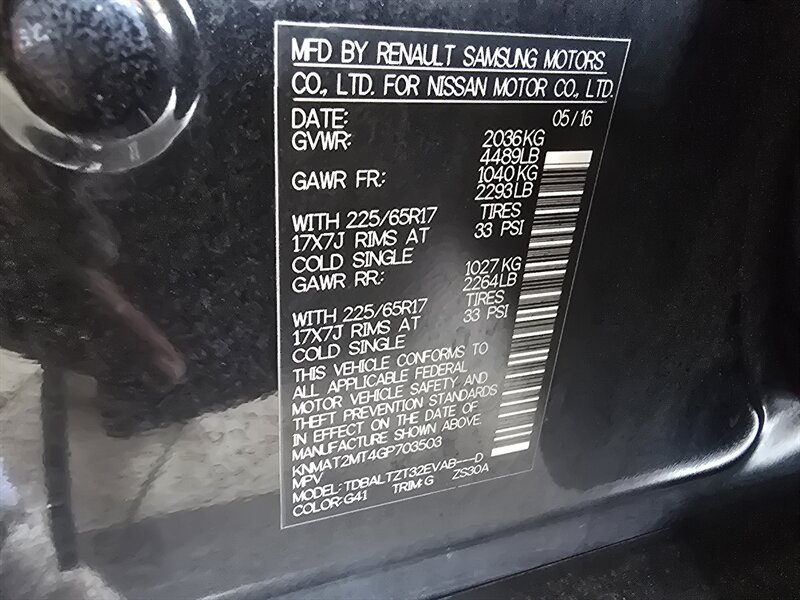 MFD BY RENAULT SAMSUNG MOTORS
CO., LTD. FOR NISSAN MOTOR CO., LTD.
DATE: 05/16
GVWR: 2036KG
4489LB
GAWR FR: 1040KG
2293LB
WITH 225/65R17 TIRES
17X7J RIMS AT 33 PSI
COLD SINGLE
GAWR RR: 1027KG
2264LB
WITH 225/65R17 TIRES
17X7J RIMS AT 33 PSI
COLD SINGLE
THIS VEHICLE CONFORMS TO
ALL APPLICABLE FEDERAL
MOTOR VEHICLE SAFETY AND
THEFT PREVENTION STANDARDS
IN EFFECT ON THE DATE OF
MANUFACTURE SHOWN ABOVE.
KNMAT2MT4GP703503
MPV
MODEL: TDBALTZT32EVAB---D
COLOR: G41 TRIM: G ZS30A